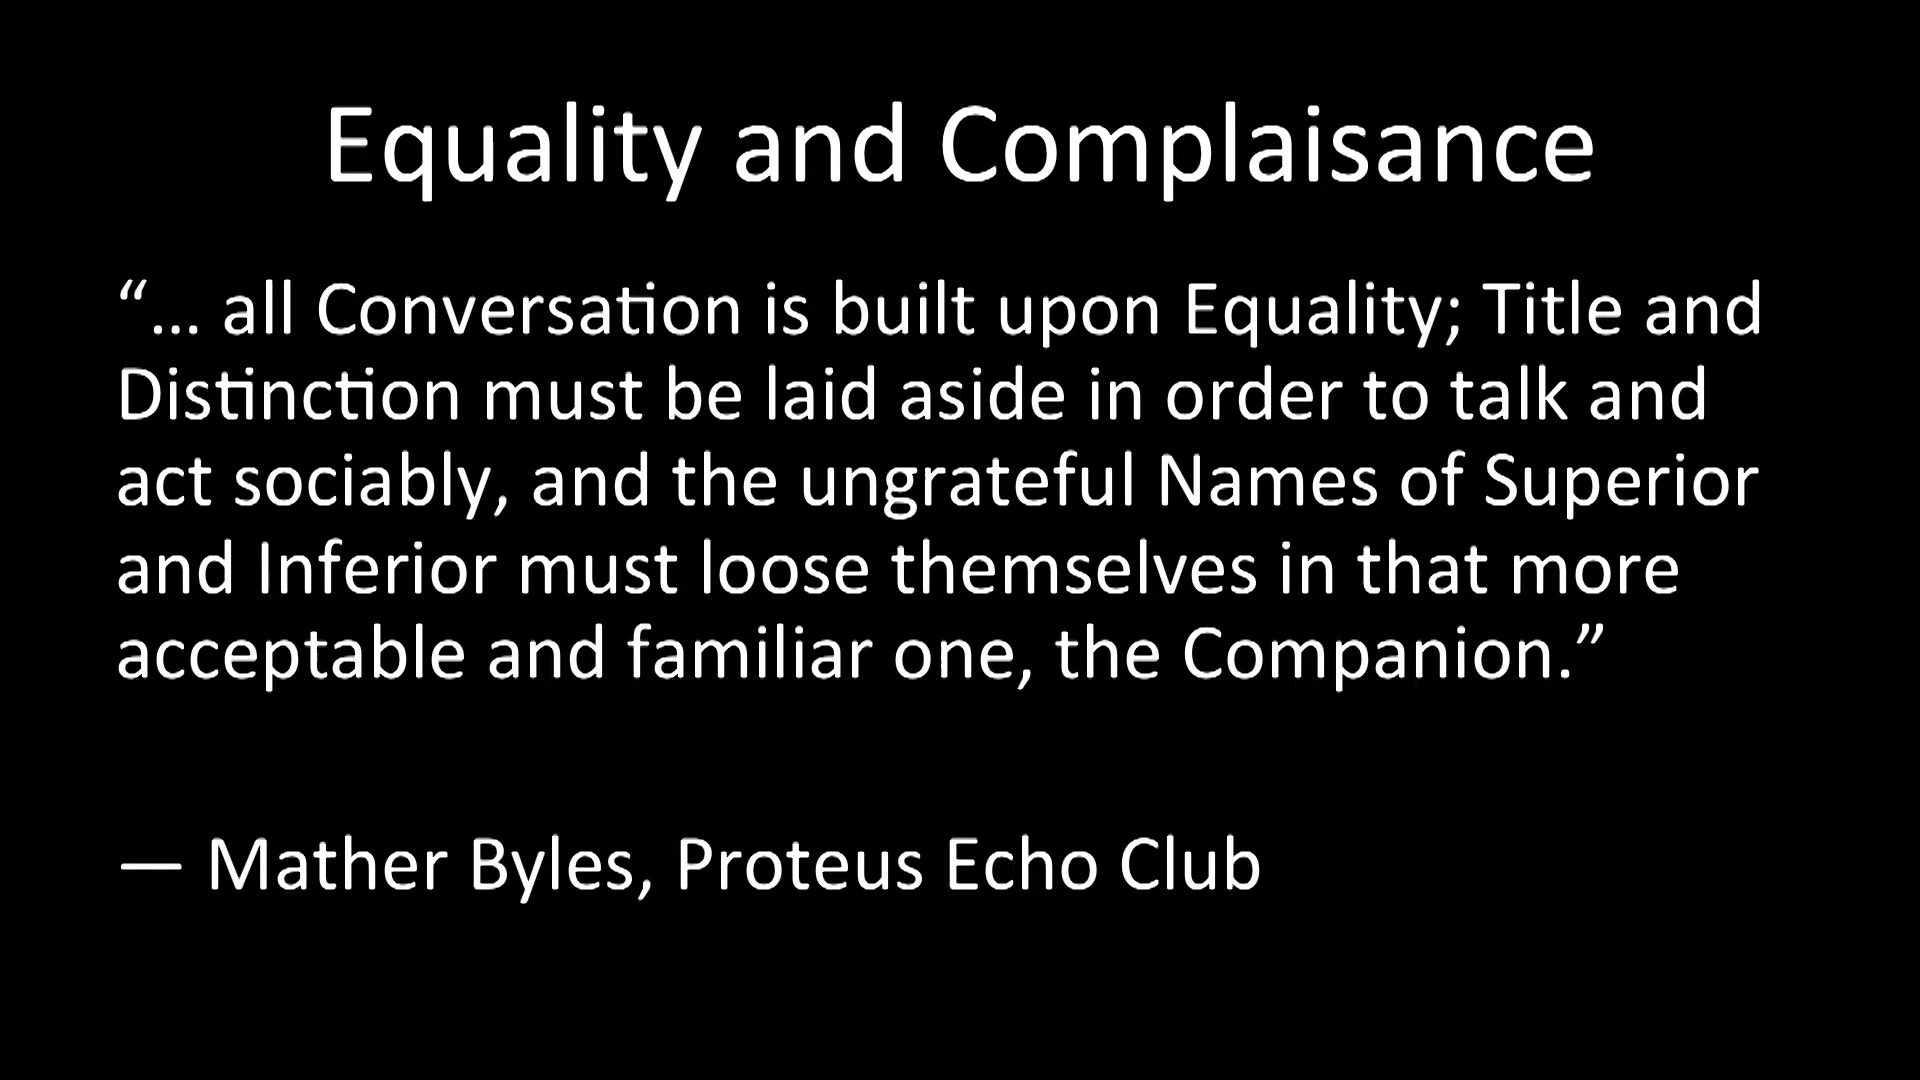 Equality and Complaisance
“… all Conversation is built upon Equality; Title and
Distinction must be laid aside in order to talk and
act sociably, and the ungrateful Names of Superior
and Inferior must loose themselves in that more
acceptable and familiar one, the Companion.”
— Mather Byles, Proteus Echo Club